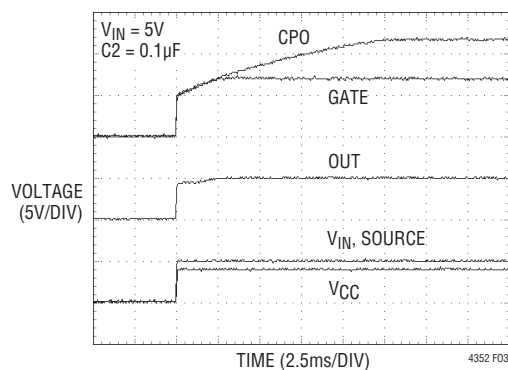 V_IN = 5V
C2 = 0.1µF
CPO
GATE
OUT
VOLTAGE
(5V/DIV)
V_IN, SOURCE
V_CC
TIME (2.5ms/DIV)
4352 F03